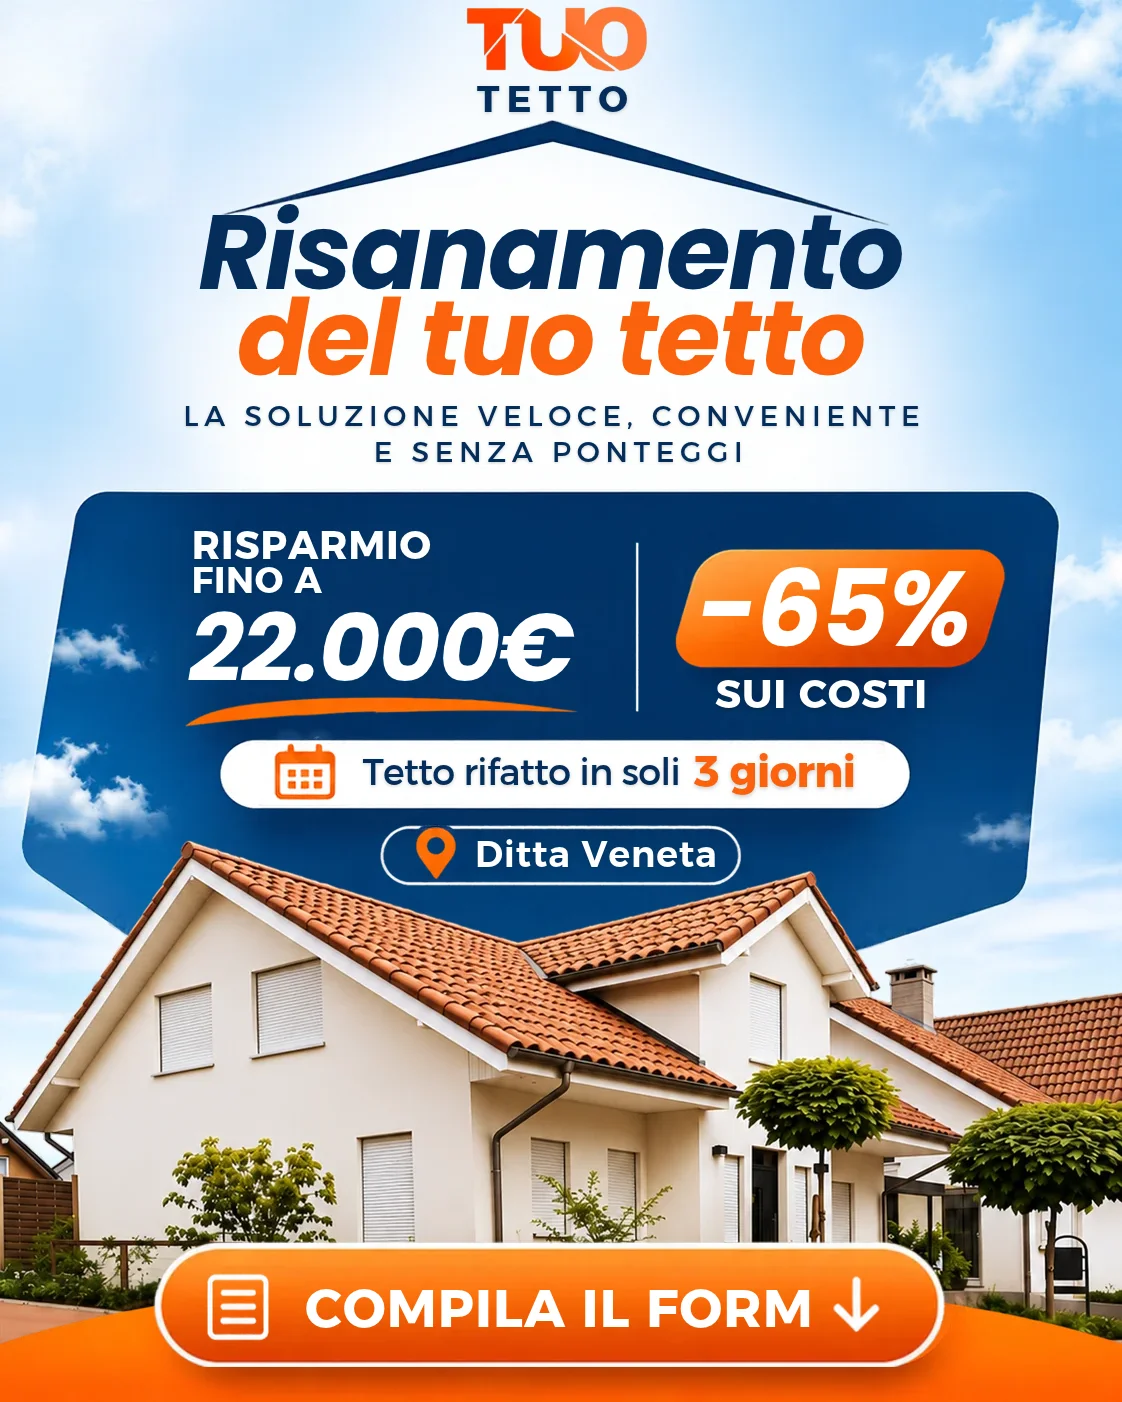 TUO
TETTO
Risanamento
del tuo tetto
LA SOLUZIONE VELOCE, CONVENIENTE
E SENZA PONTEGGI
RISPARMIO
FINO A
22.000€
-65%
SUI COSTI
Tetto rifatto in soli 3 giorni
Ditta Veneta
COMPILA IL FORM